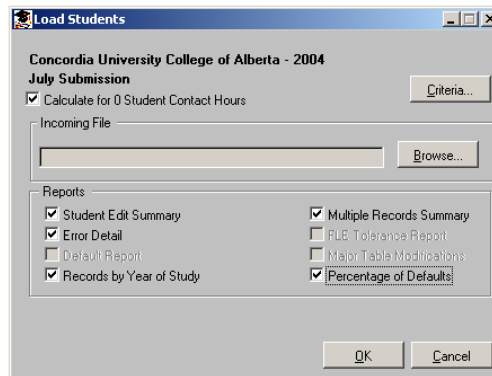 Load Students
Concordia University College of Alberta - 2004
July Submission
Criteria...
Calculate for 0 Student Contact Hours
Incoming File
Browse...
Reports
Student Edit Summary
Multiple Records Summary
Error Detail
FLE Tolerance Report
Default Report
Major Table Modifications
Records by Year of Study
Percentage of Defaults
OK
Cancel